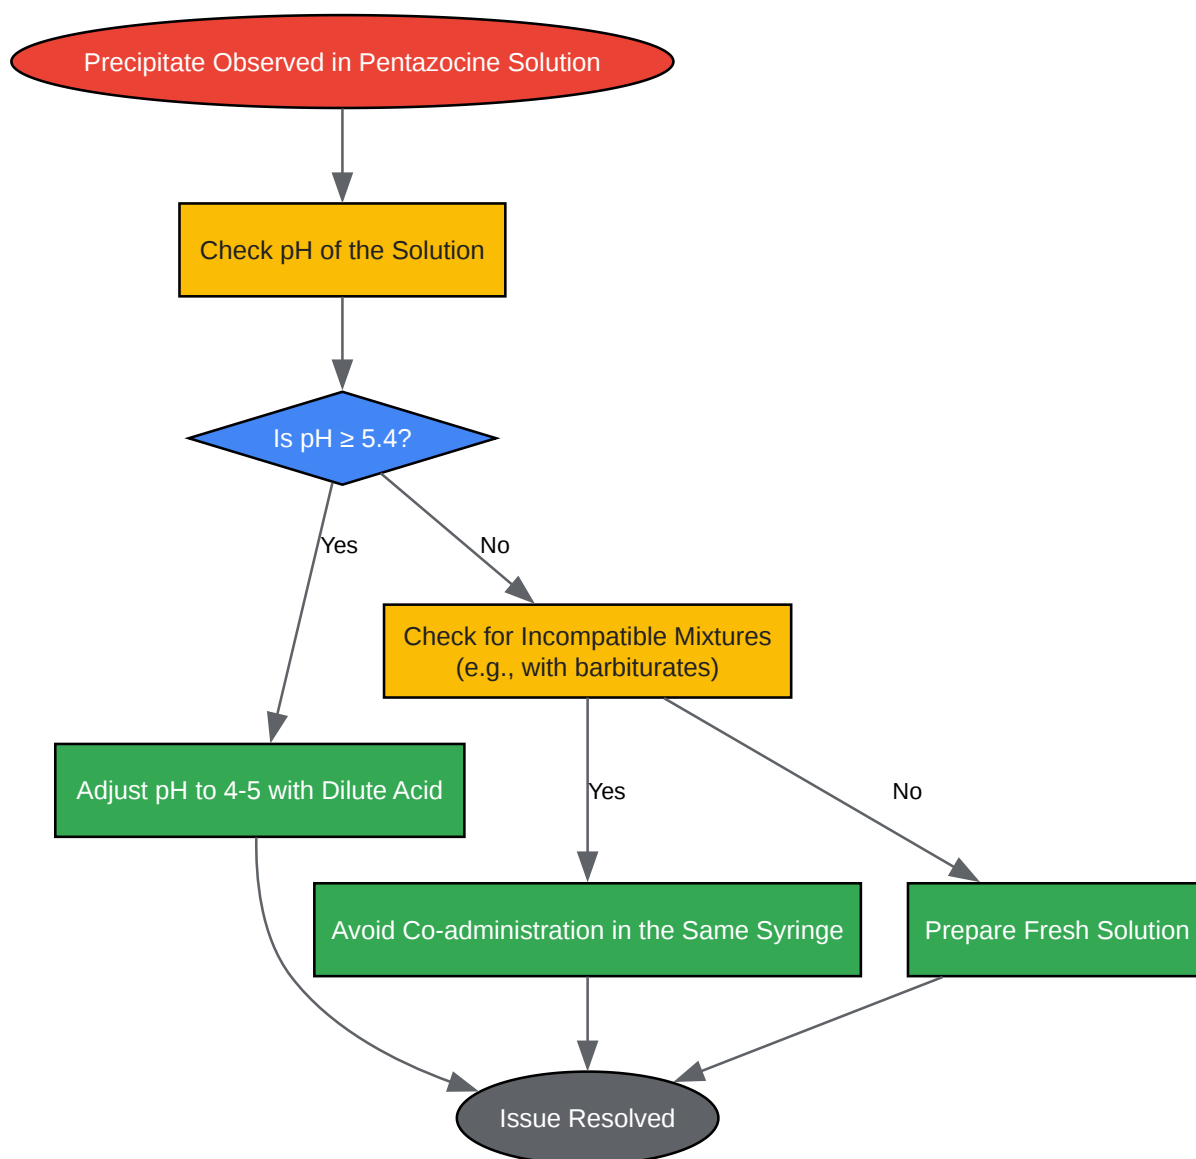 Precipitate Observed in Pentazocine Solution
Check pH of the Solution
Is pH ≥ 5.4?
Yes
No
Check for Incompatible Mixtures
(e.g., with barbiturates)
Adjust pH to 4-5 with Dilute Acid
Yes
No
Avoid Co-administration in the Same Syringe
Prepare Fresh Solution
Issue Resolved